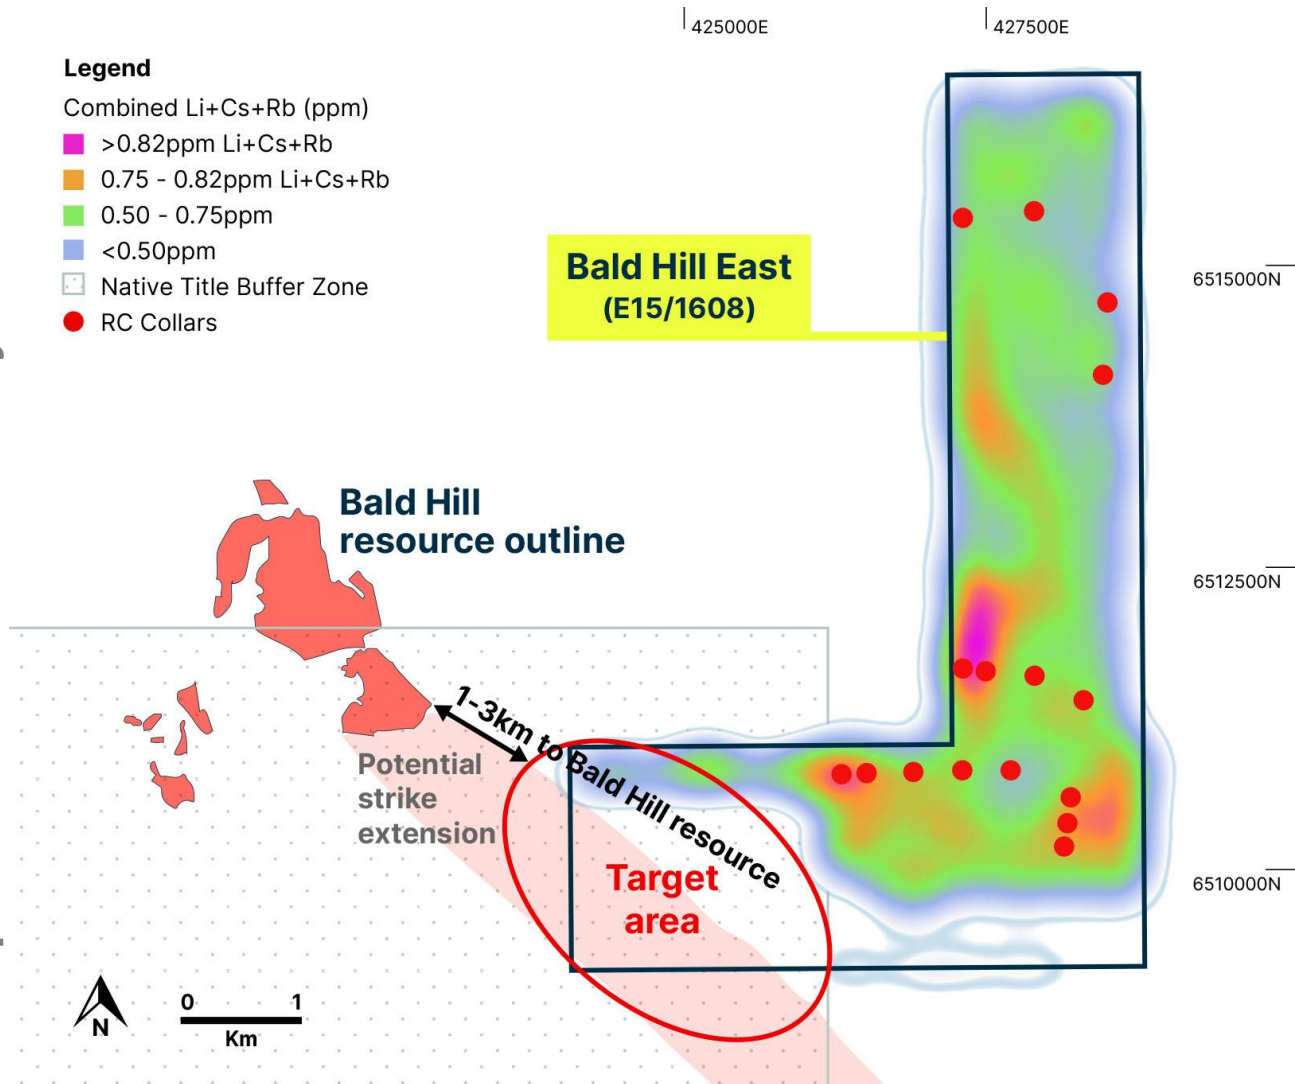 425000E
427500E
Legend
Combined Li+Cs+Rb (ppm)
>0.82ppm Li+Cs+Rb
0.75 - 0.82ppm Li+Cs+Rb
0.50 - 0.75ppm
<0.50ppm
Native Title Buffer Zone
RC Collars
Bald Hill East
(E15/1608)
6515000N
Bald Hill
resource outline
6512500N
1-3km to Bald Hill resource
Potential
strike
extension
Target
area
6510000N
N
0 1
Km